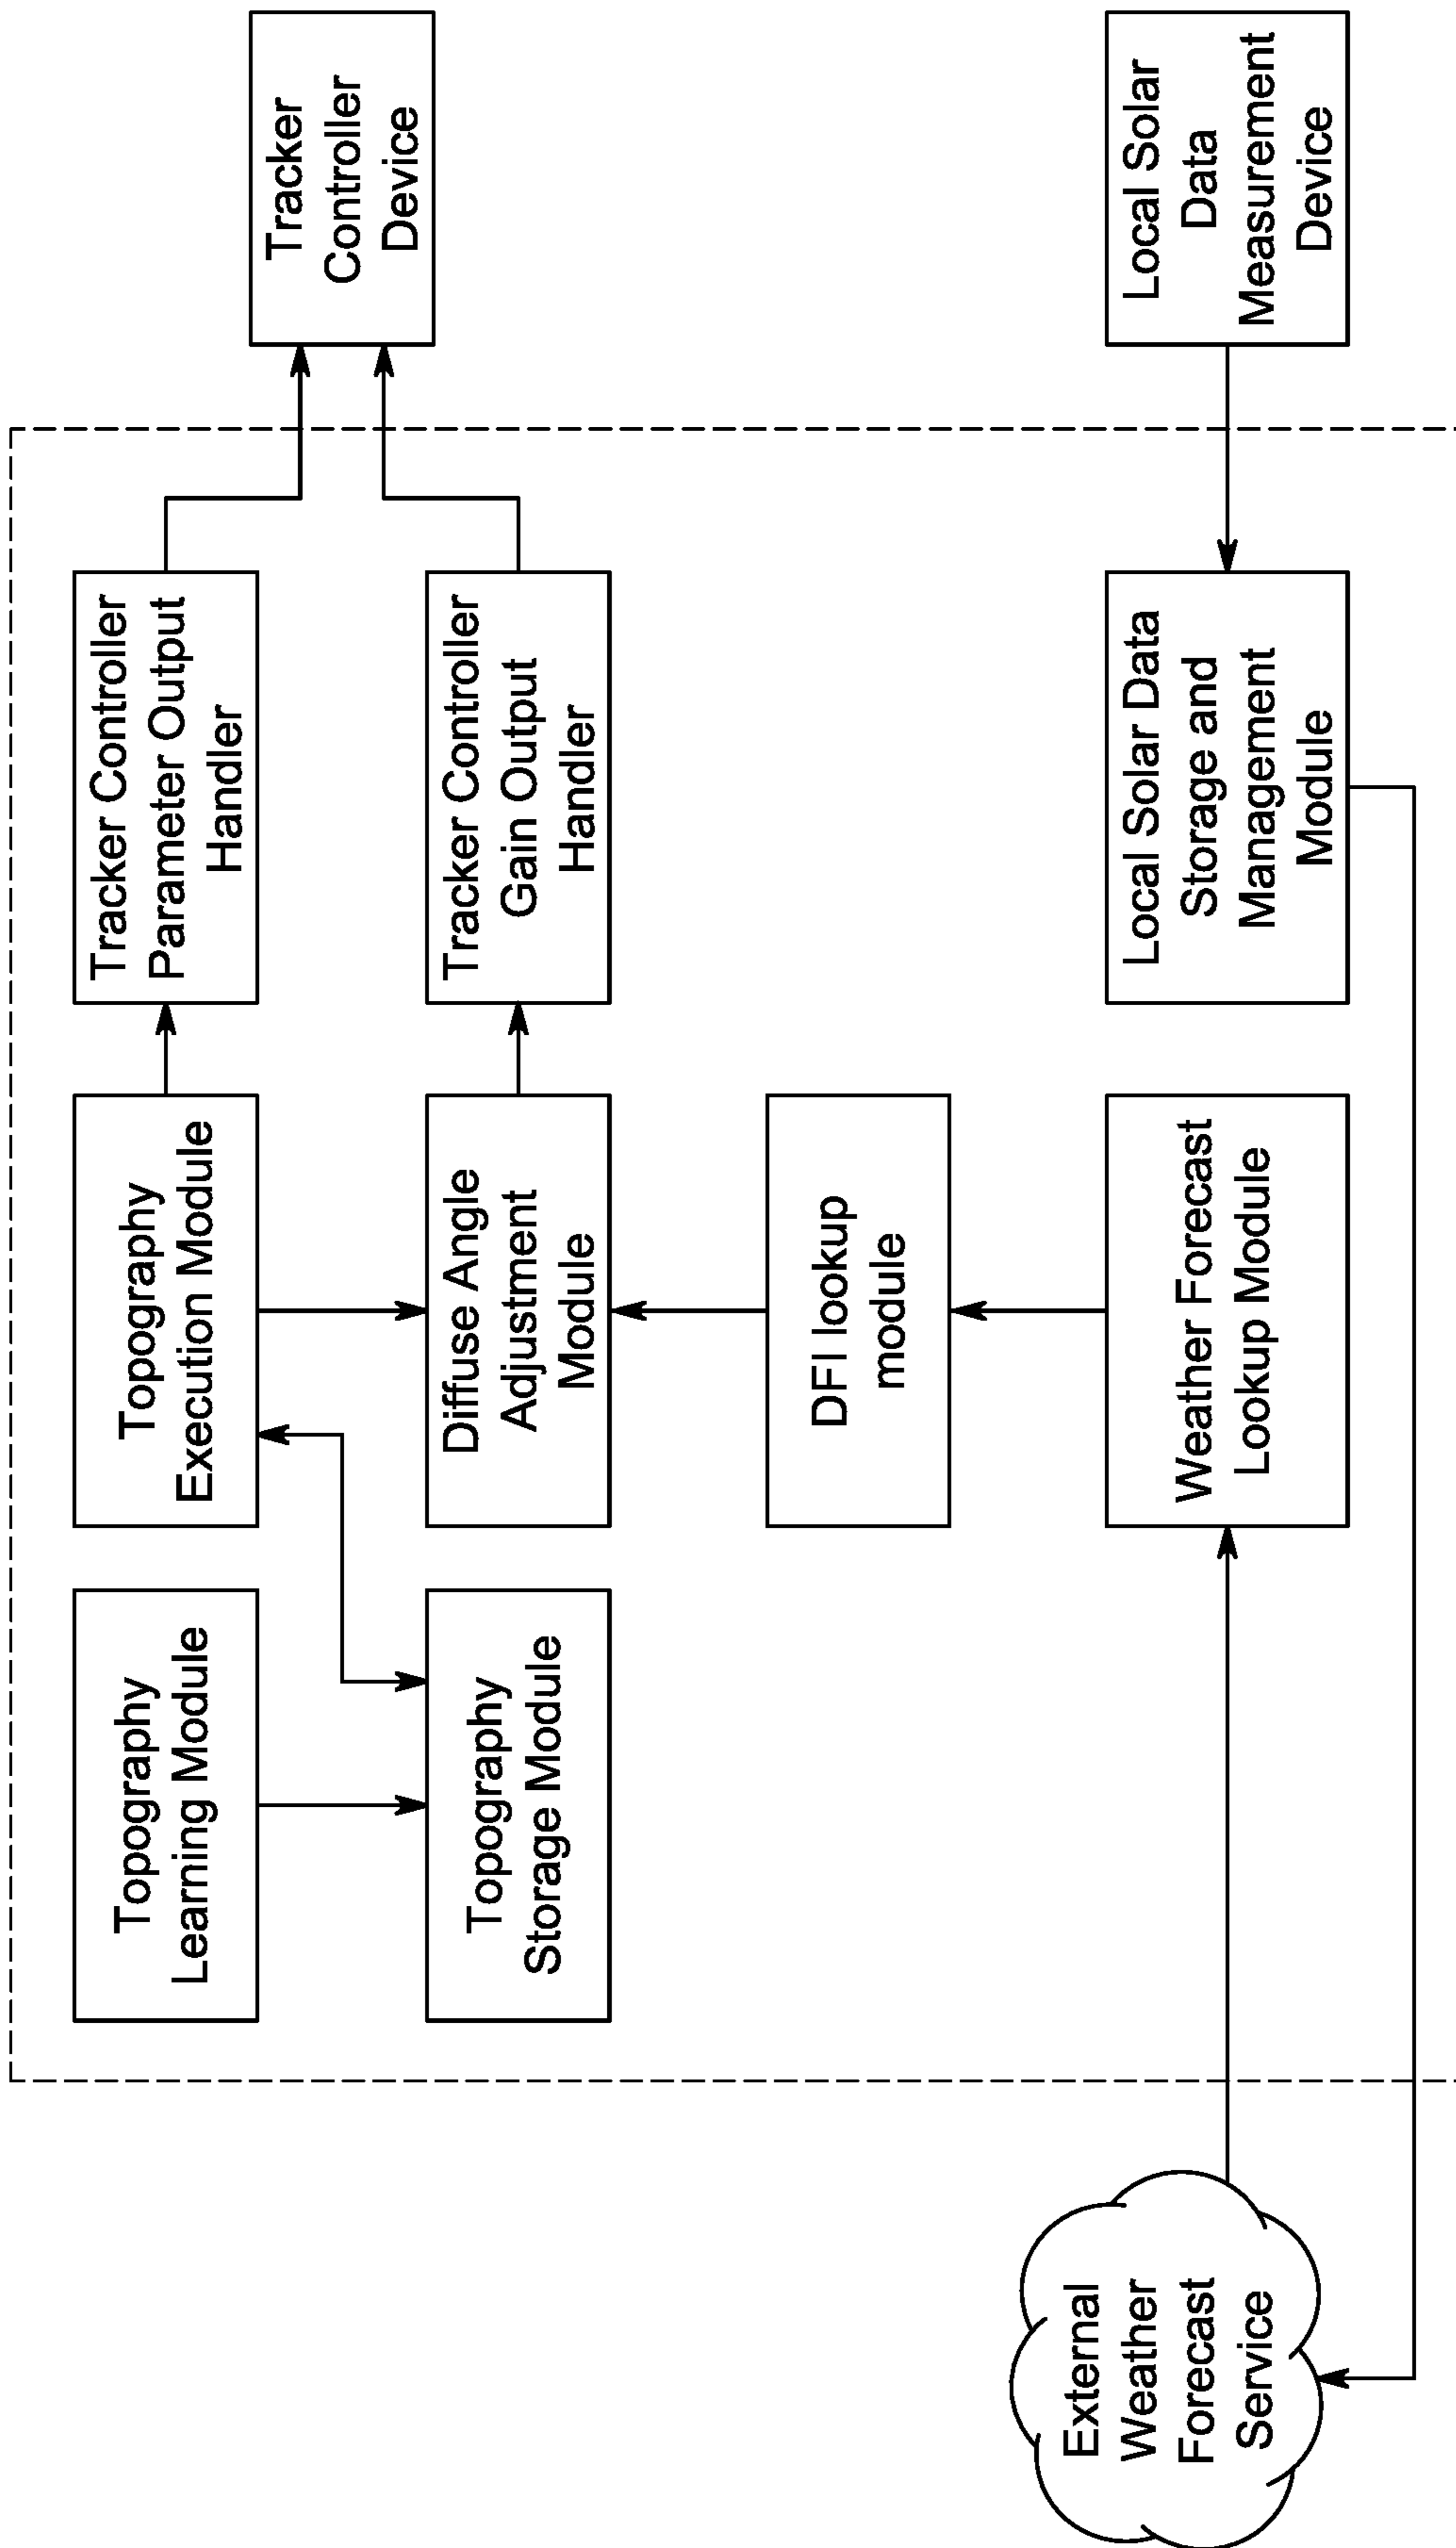 Topography
Learning Module
Topography
Execution Module
Tracker Controller
Parameter Output
Handler
Tracker
Controller
Device
Topography
Storage Module
Diffuse Angle
Adjustment
Module
Tracker Controller
Gain Output
Handler
DFI lookup
module
External
Weather
Forecast
Service
Weather Forecast
Lookup Module
Local Solar Data
Storage and
Management
Module
Local Solar
Data
Measurement
Device